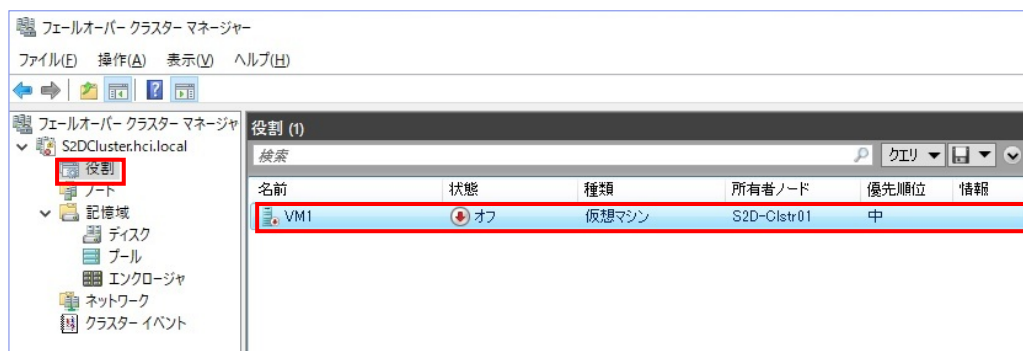 フェールオーバー クラスター マネージャー
ファイル(F) 操作(A) 表示(V) ヘルプ(H)
フェールオーバー クラスター マネージャ
S2DCluster.hci.local
役割
ノード
記憶域
ディスク
プール
エンクロージャ
ネットワーク
クラスター イベント
役割 (1)
検索 クエリ
名前 状態 種類 所有者ノード 優先順位 情報
VM1 オフ 仮想マシン S2D-Clstr01 中